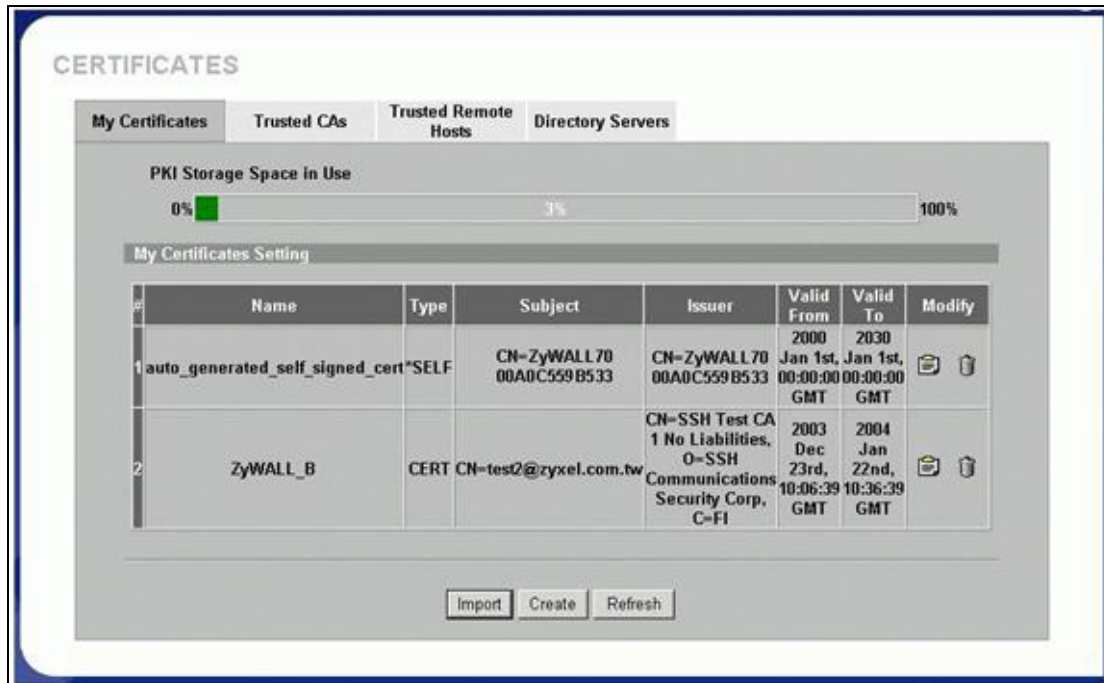 CERTIFICATES
My Certificates
Trusted CAs
Trusted Remote
Hosts
Directory Servers
PKI Storage Space in Use
0%
3%
100%
My Certificates Setting
# Name Type Subject Issuer Valid From Valid To Modify
1 auto_generated_self_signed_cert *SELF CN=ZyWALL70 00A0C559B533 CN=ZyWALL70 00A0C559B533 2000 Jan 1st, 00:00:00 GMT 2030 Jan 1st, 00:00:00 GMT
2 ZyWALL_B CERT CN=test2@zyxel.com.tw CN=SSH Test CA 1 No Liabilities, O=SSH Communications Security Corp, C=FI 2003 Dec 23rd, 10:06:39 GMT 2004 Jan 22nd, 10:36:39 GMT
Import Create Refresh